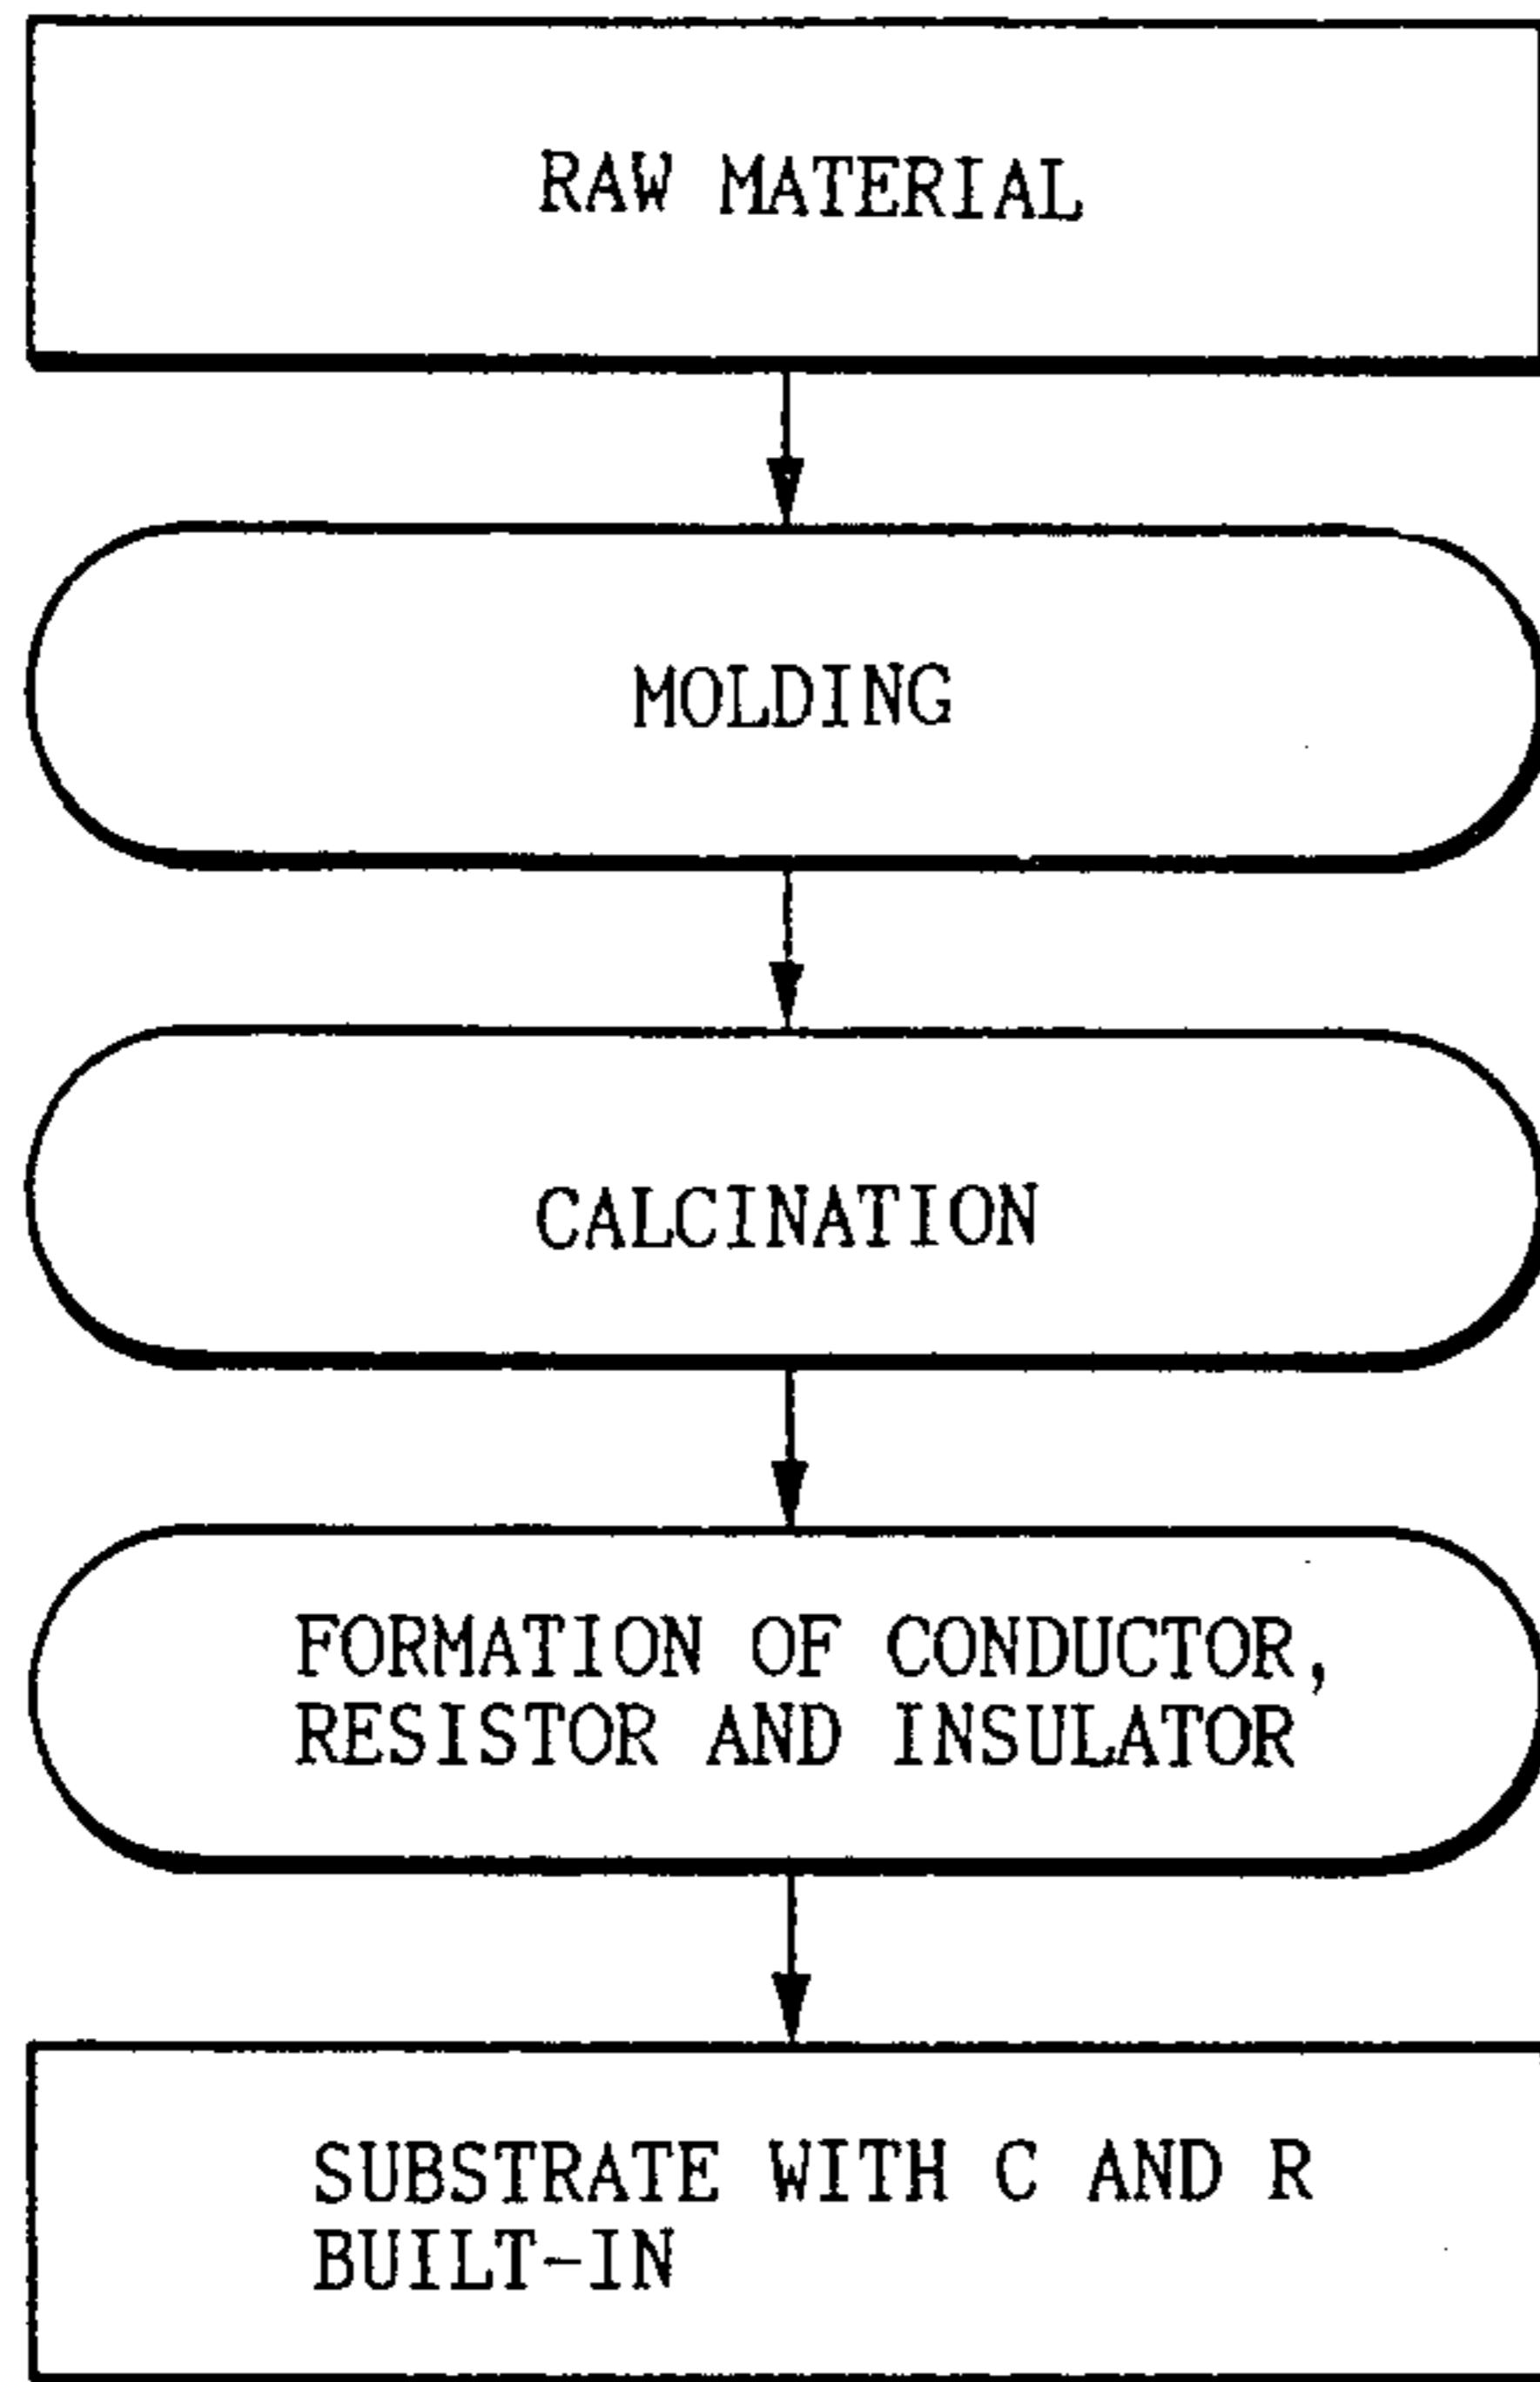 RAW MATERIAL
MOLDING
CALCINATION
FORMATION OF CONDUCTOR,
RESISTOR AND INSULATOR
SUBSTRATE WITH C AND R
BUILT-IN